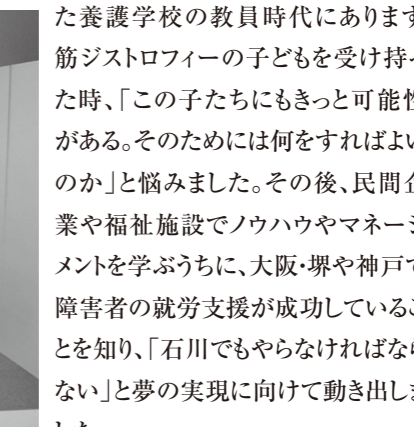 た養護学校の教員時代にあります
筋ジストロフィーの子どもを受け持
た時、「この子たちにもきっと可能性
がある。そのためには何をすればよい
のか」と悩みました。その後、民間企
業や福祉施設でノウハウやマネージ
メントを学ぶうちに、大阪・堺や神戸で
障害者の就労支援が成功しているこ
とを知り、「石川でもやらなければなら
ない」と夢の実現に向けて動き出しま
した